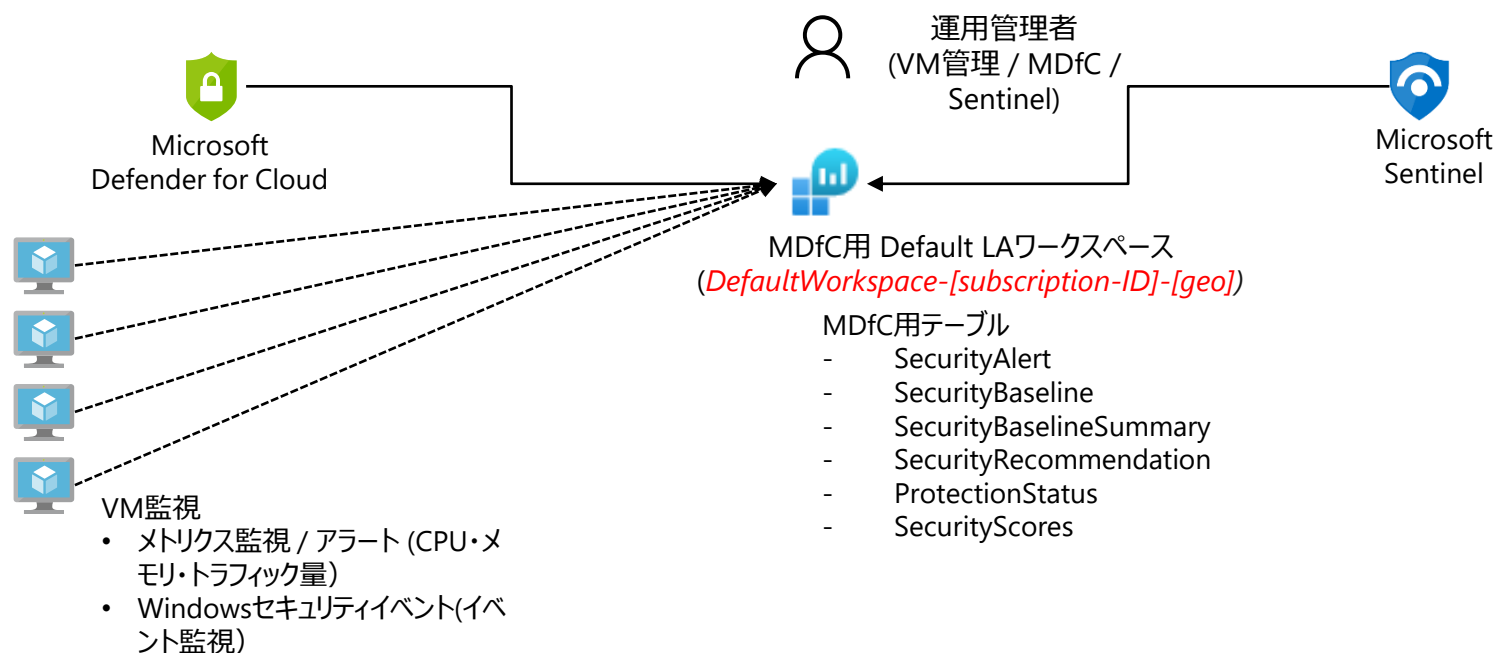 運用管理者
(VM管理 / MDfC /
Sentinel)
Microsoft
Defender for Cloud
Microsoft
Sentinel
MDfC用 Default LAワークスペース
(DefaultWorkspace-[subscription-ID]-[geo])
MDfC用テーブル
- SecurityAlert
- SecurityBaseline
- SecurityBaselineSummary
- SecurityRecommendation
- ProtectionStatus
- SecurityScores
VM監視
• メトリクス監視 / アラート (CPU・メ
モリ・トラフィック量）
• Windowsセキュリティイベント(イベ
ント監視）